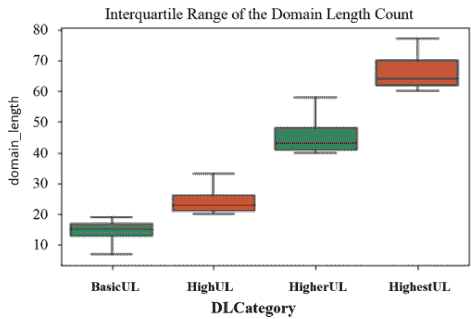 Interquartile Range of the Domain Length Count
80
70
60
50
40
30
20
10
domain_length
BasicUL HighUL HigherUL HighestUL
DLCategory